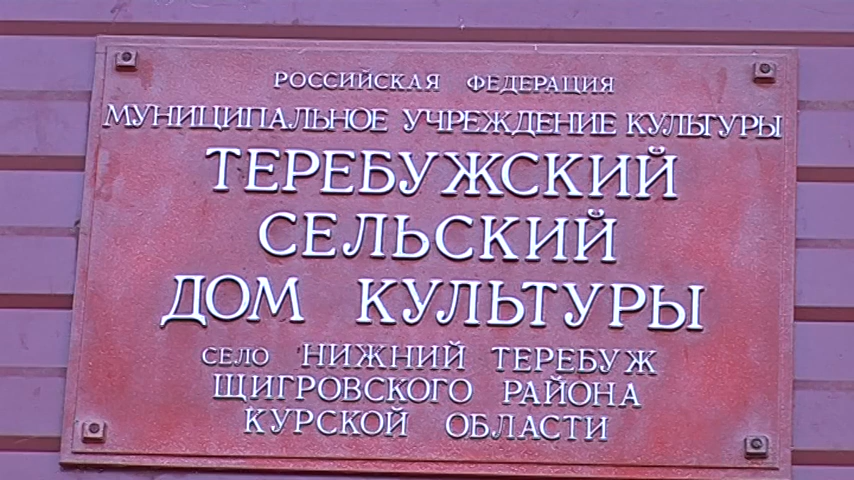 РОССИЙСКАЯ ФЕДЕРАЦИЯ
МУНИЦИПАЛЬНОЕ УЧРЕЖДЕНИЕ КУЛЬТУРЫ
ТЕРЕБУЖСКИЙ
СЕЛЬСКИЙ
ДОМ КУЛЬТУРЫ
СЕЛО НИЖНИЙ ТЕРЕБУЖ
ЩИГРОВСКОГО РАЙОНА
КУРСКОЙ ОБЛАСТИ